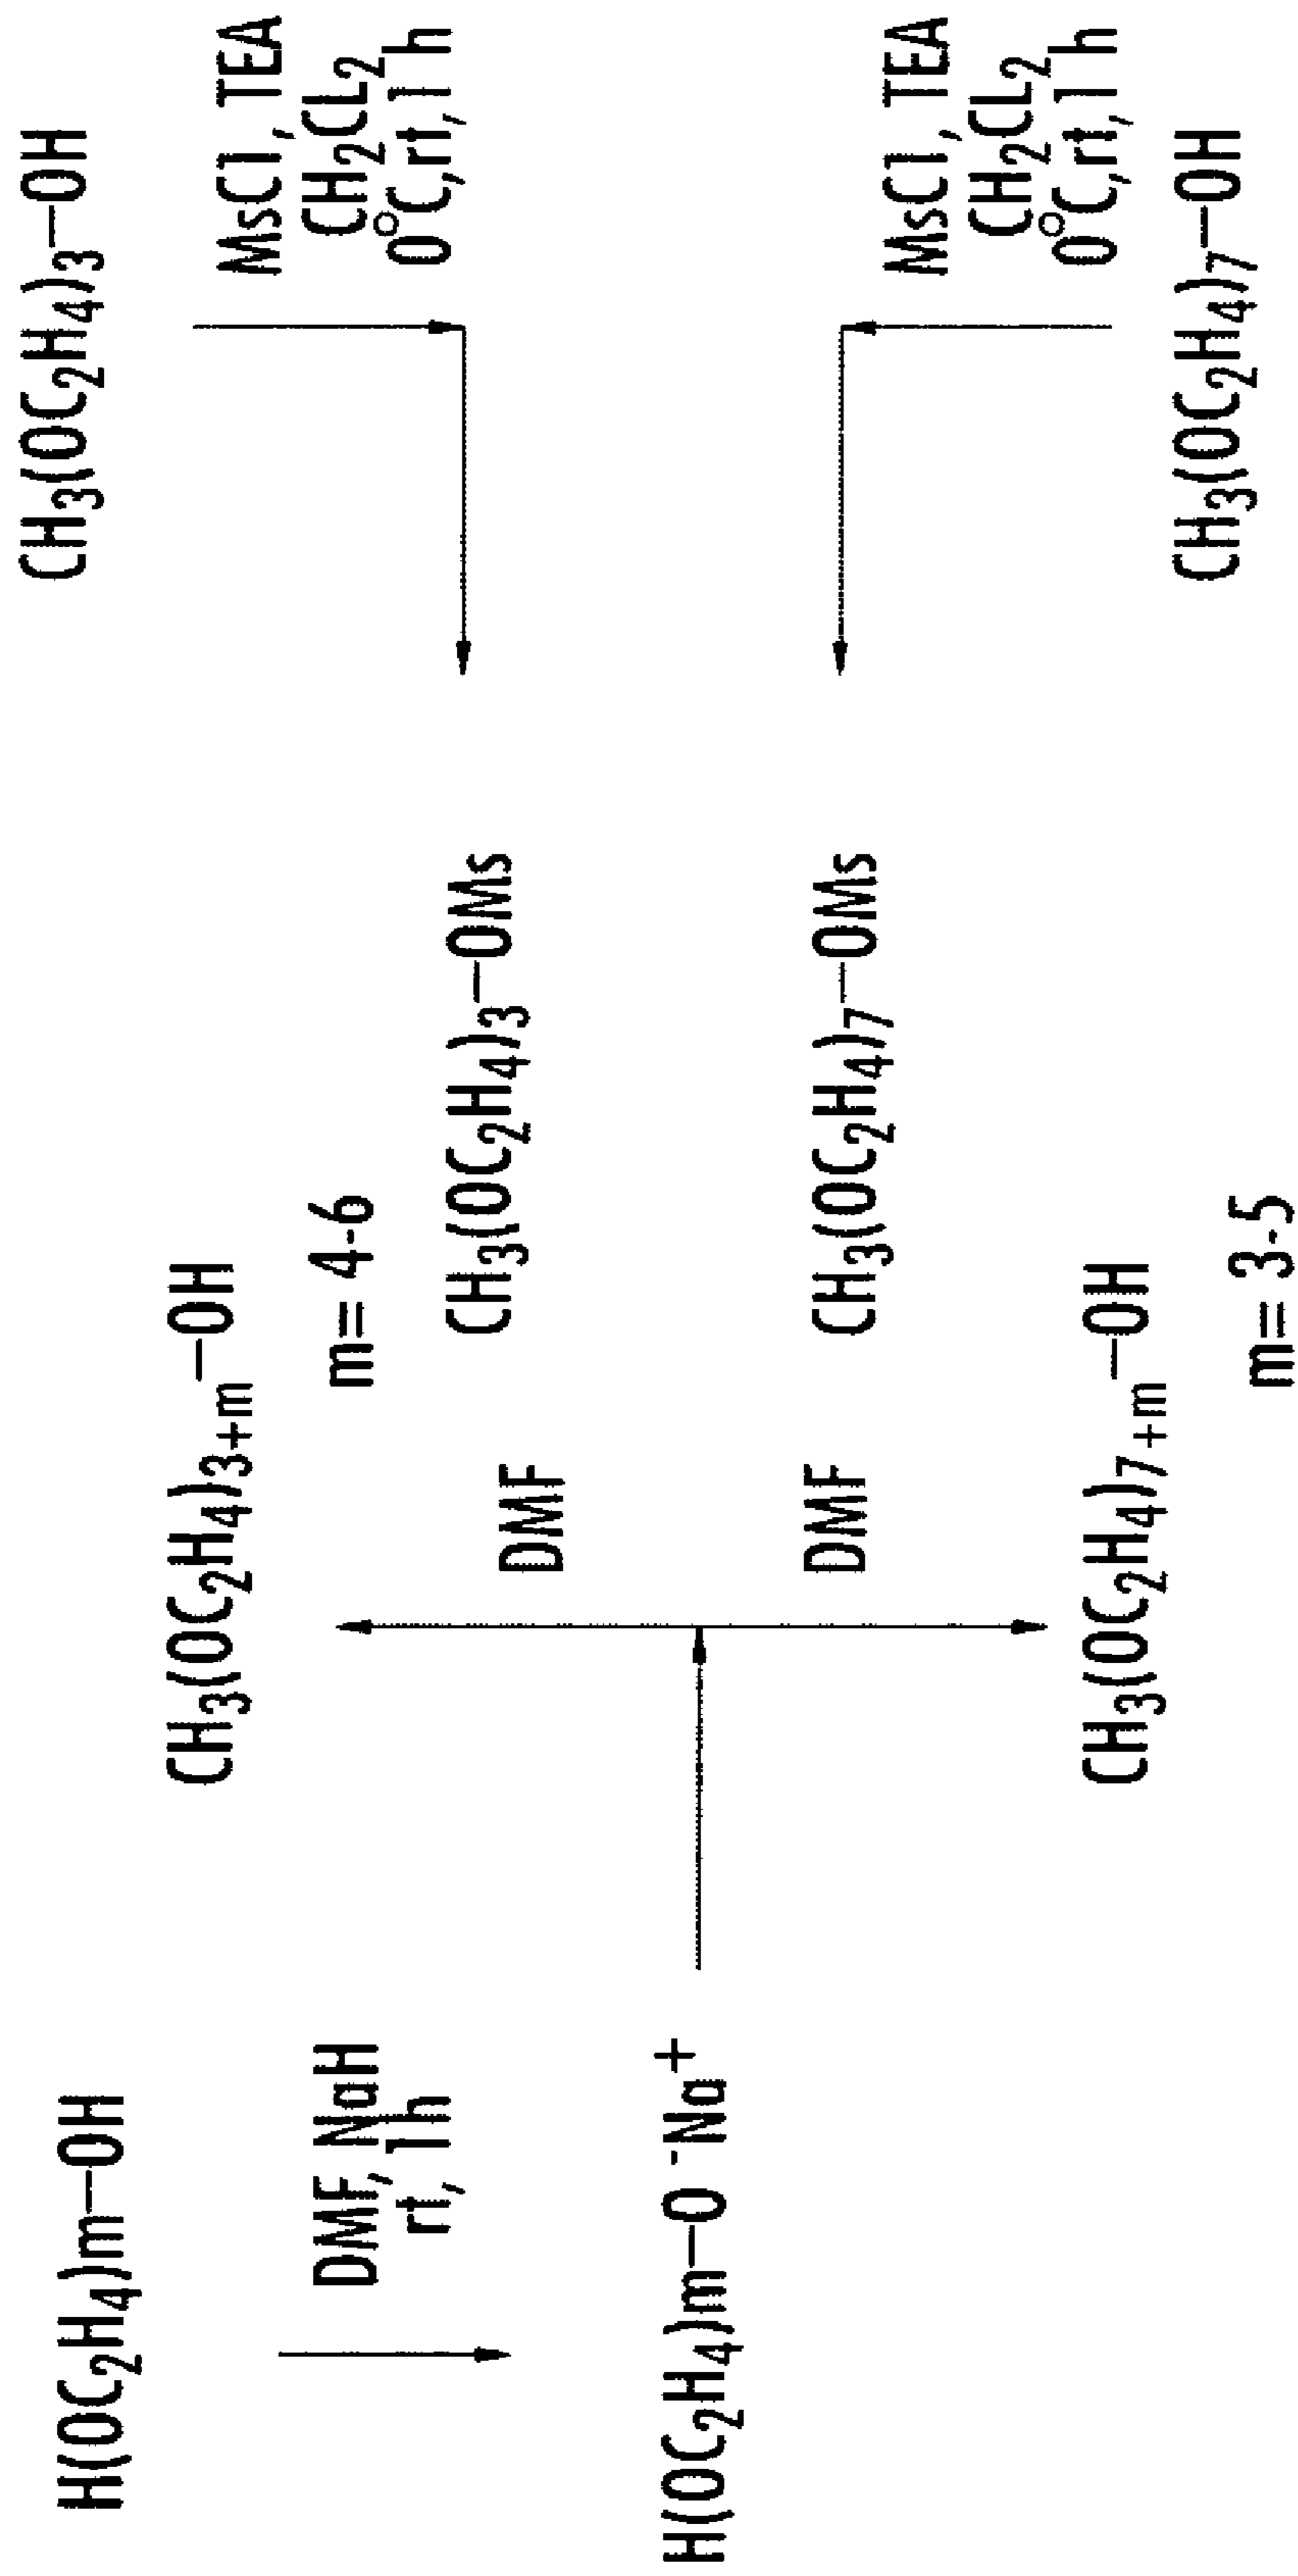 H(OC₂H₄)m—OH
DMF, NaH
rt, 1h
H(OC₂H₄)m—O ⁻Na⁺
CH₃(OC₂H₄)₃₊ₘ—OH
m= 4-6
DMF
DMF
CH₃(OC₂H₄)₇₊ₘ—OH
m= 3-5
CH₃(OC₂H₄)₃—OMs
CH₃(OC₂H₄)₇—OMs
CH₃(OC₂H₄)₃—OH
MsCl, TEA
CH₂CL₂
0°C,rt,1 h
MsCl, TEA
CH₂CL₂
0°C,rt,1 h
CH₃(OC₂H₄)₇—OH